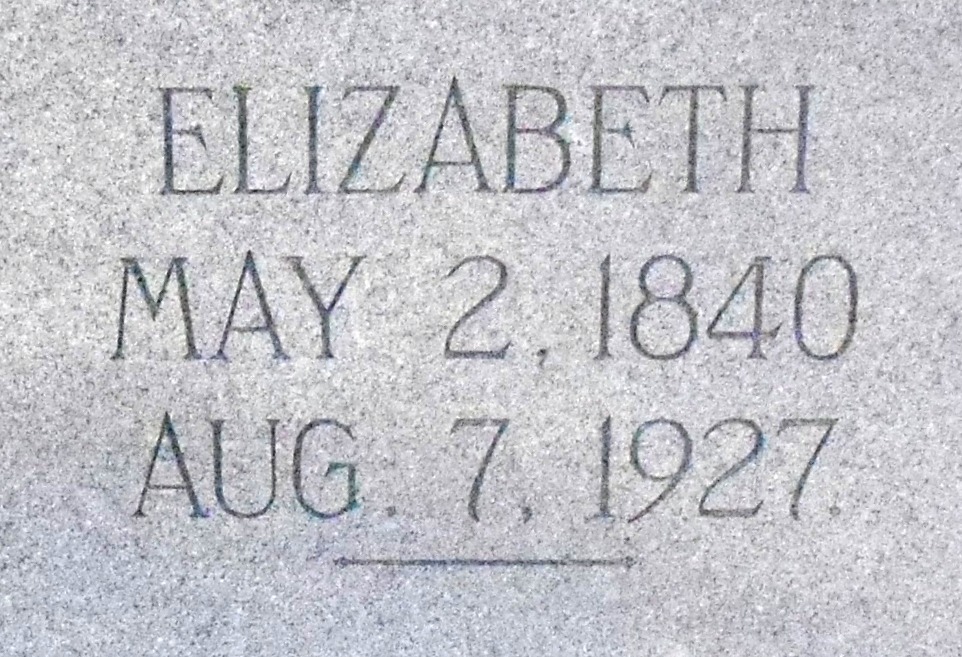 ELIZABETH
MAY 2, 1840
AUG. 7, 1927.